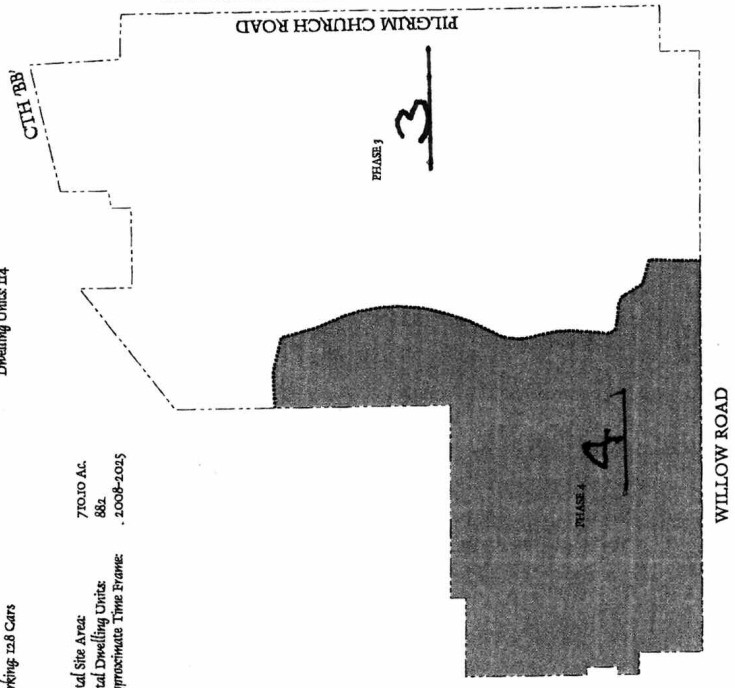 CTH 'BB'
PILGRIM CHURCH ROAD
Dwelling Units: 114
rking: 128 Cars
tal Site Area: 710.10 Ac.
tal Dwelling Units: 882
proximate Time Frame: 2008-2025
PHASE 3
3
PHASE 4
4
WILLOW ROAD